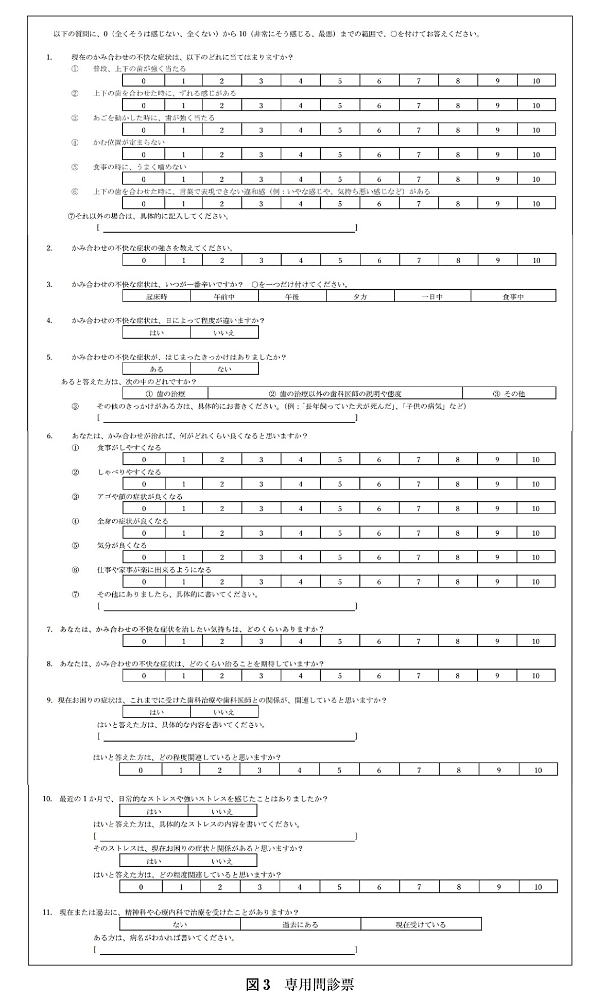 以下の質問に、0（全くそうは感じない、全くない）から 10（非常にそう感じる、最悪）までの範囲で、○を付けてお答えください。
1. 現在のかみ合わせの不快な症状は、以下のどれに当てはまりますか？
① 普段、上下の歯が強く当たる
0 1 2 3 4 5 6 7 8 9 10
② 上下の歯を合わせた時に、ずれる感じがある
0 1 2 3 4 5 6 7 8 9 10
③ あごを動かした時に、歯が強く当たる
0 1 2 3 4 5 6 7 8 9 10
④ かむ位置が定まらない
0 1 2 3 4 5 6 7 8 9 10
⑤ 食事の時に、うまく噛めない
0 1 2 3 4 5 6 7 8 9 10
⑥ 上下の歯を合わせた時に、言葉で表現できない違和感（例：いやな感じや、気持ち悪い感じなど）がある
0 1 2 3 4 5 6 7 8 9 10
⑦それ以外の場合は、具体的に記入してください。
[ ]
2. かみ合わせの不快な症状の強さを教えてください。
0 1 2 3 4 5 6 7 8 9 10
3. かみ合わせの不快な症状は、いつが一番辛いですか？ ○を一つだけ付けてください。
起床時 午前中 午後 夕方 一日中 食事中
4. かみ合わせの不快な症状は、日によって程度が違いますか？
はい いいえ
5. かみ合わせの不快な症状が、はじまったきっかけはありましたか？
ある ない
あると答えた方は、次の中のどれですか？
① 歯の治療 ② 歯の治療以外の歯科医師の説明や態度 ③ その他
③ その他のきっかけがある方は、具体的にお書きください。（例：「長年飼っていた犬が死んだ」、「子供の病気」など）
[ ]
6. あなたは、かみ合わせが治れば、何がどれくらい良くなると思いますか？
① 食事がしやすくなる
0 1 2 3 4 5 6 7 8 9 10
② しゃべりやすくなる
0 1 2 3 4 5 6 7 8 9 10
③ アゴや顔の症状が良くなる
0 1 2 3 4 5 6 7 8 9 10
④ 全身の症状が良くなる
0 1 2 3 4 5 6 7 8 9 10
⑤ 気分が良くなる
0 1 2 3 4 5 6 7 8 9 10
⑥ 仕事や家事が楽に出来るようになる
0 1 2 3 4 5 6 7 8 9 10
⑦ その他にありましたら、具体的に書いてください。
[ ]
7. あなたは、かみ合わせの不快な症状を治したい気持ちは、どのくらいありますか？
0 1 2 3 4 5 6 7 8 9 10
8. あなたは、かみ合わせの不快な症状は、どのくらい治ることを期待していますか？
0 1 2 3 4 5 6 7 8 9 10
9. 現在お困りの症状は、これまでに受けた歯科治療や歯科医師との関係が、関連していると思いますか？
はい いいえ
はいと答えた方は、具体的な内容を書いてください。
[ ]
はいと答えた方は、どの程度関連していると思いますか？
0 1 2 3 4 5 6 7 8 9 10
10. 最近の 1 か月で、日常的なストレスや強いストレスを感じたことはありましたか？
はい いいえ
はいと答えた方は、具体的なストレスの内容を書いてください。
[ ]
そのストレスは、現在お困りの症状と関係があると思いますか？
はい いいえ
はいと答えた方は、どの程度関連していると思いますか？
0 1 2 3 4 5 6 7 8 9 10
11. 現在または過去に、精神科や心療内科で治療を受けたことがありますか？
ない 過去にある 現在受けている
ある方は、病名がわかれば書いてください。
[ ]
図 3 専用問診票